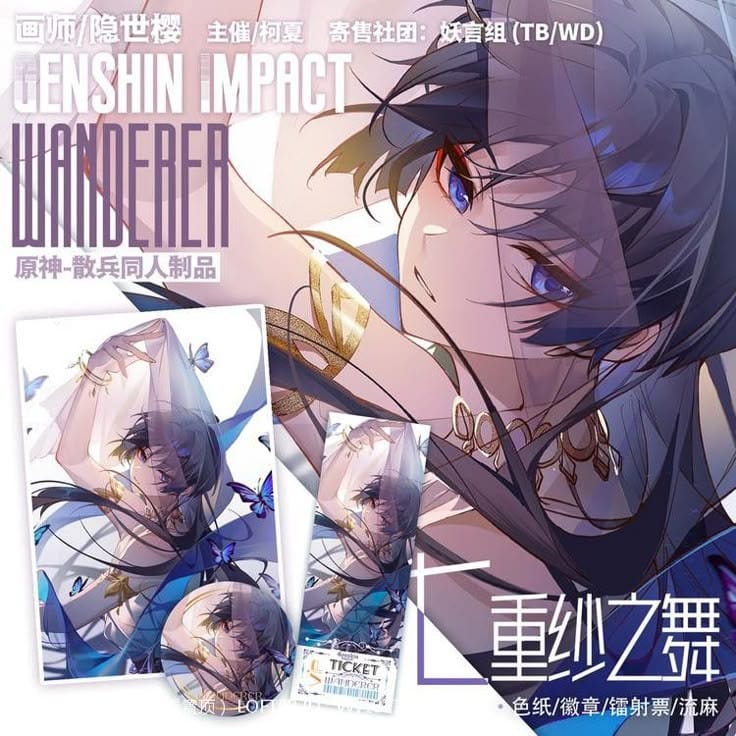 画师/隐世樱 主催/柯夏 寄售社团：妖言组 (TB/WD)
GENSHIN IMPACT
WANDERER
原神-散兵同人制品
七重纱之舞
·色纸/徽章/镭射票/流麻
TICKET
WANDERER